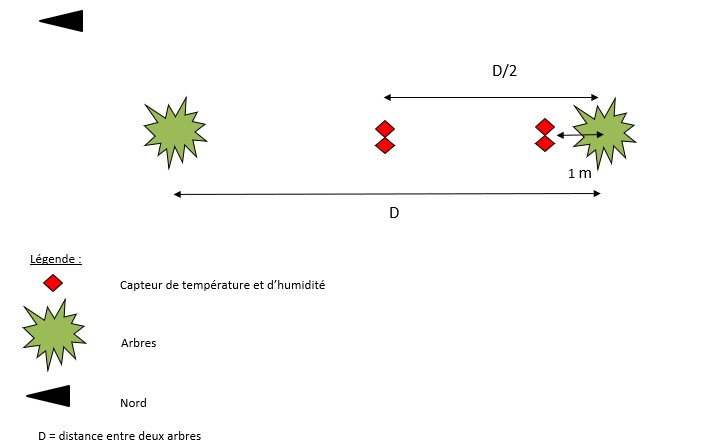 D/2
1 m
D
Légende :
Capteur de température et d’humidité
Arbres
Nord
D = distance entre deux arbres